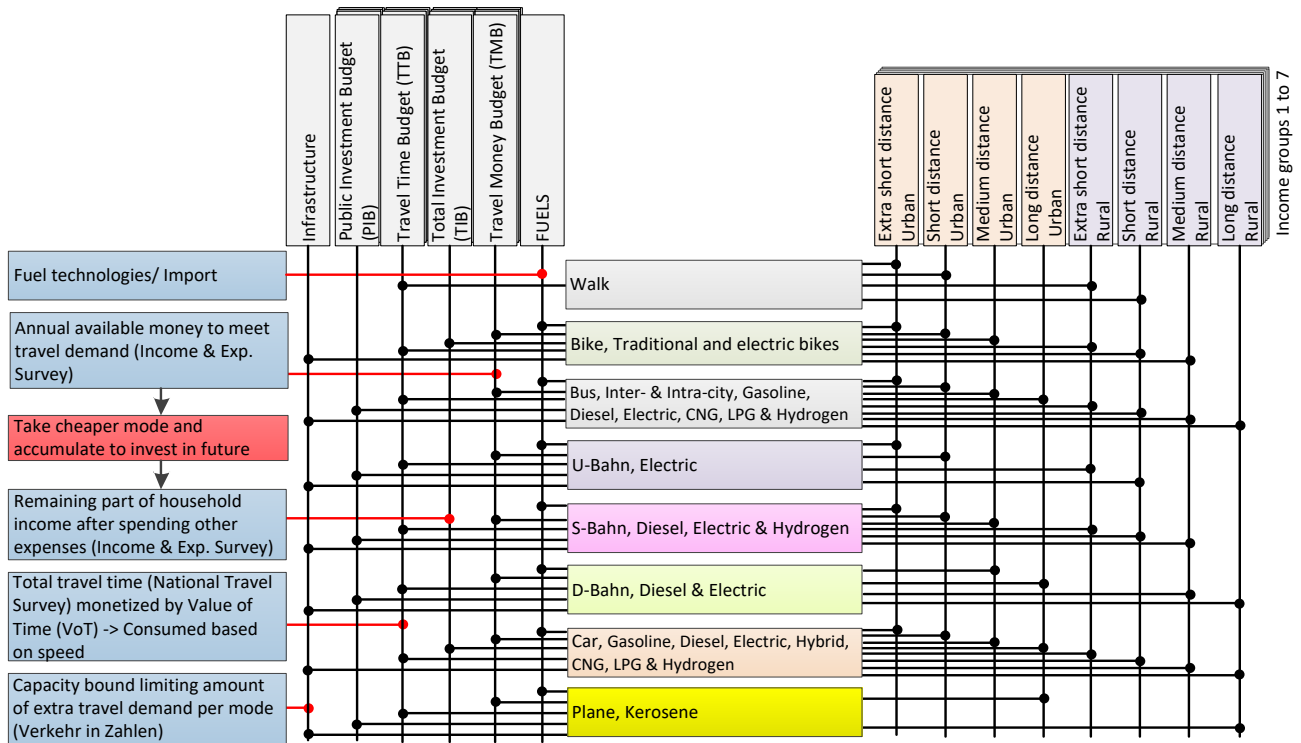 Infrastructure
Public Investment Budget
(PIB)
Travel Time Budget (TTB)
Total Investment Budget
(TIB)
Travel Money Budget (TMB)
FUELS
Extra short distance
Urban
Short distance
Urban
Medium distance
Urban
Long distance
Urban
Extra short distance
Rural
Short distance
Rural
Medium distance
Rural
Long distance
Rural
Income groups 1 to 7
Fuel technologies/ Import
Annual available money to meet
travel demand (Income & Exp.
Survey)
Take cheaper mode and
accumulate to invest in future
Remaining part of household
income after spending other
expenses (Income & Exp. Survey)
Total travel time (National Travel
Survey) monetized by Value of
Time (VoT) -> Consumed based
on speed
Capacity bound limiting amount
of extra travel demand per mode
(Verkehr in Zahlen)
Walk
Bike, Traditional and electric bikes
Bus, Inter- & Intra-city, Gasoline,
Diesel, Electric, CNG, LPG & Hydrogen
U-Bahn, Electric
S-Bahn, Diesel, Electric & Hydrogen
D-Bahn, Diesel & Electric
Car, Gasoline, Diesel, Electric, Hybrid,
CNG, LPG & Hydrogen
Plane, Kerosene